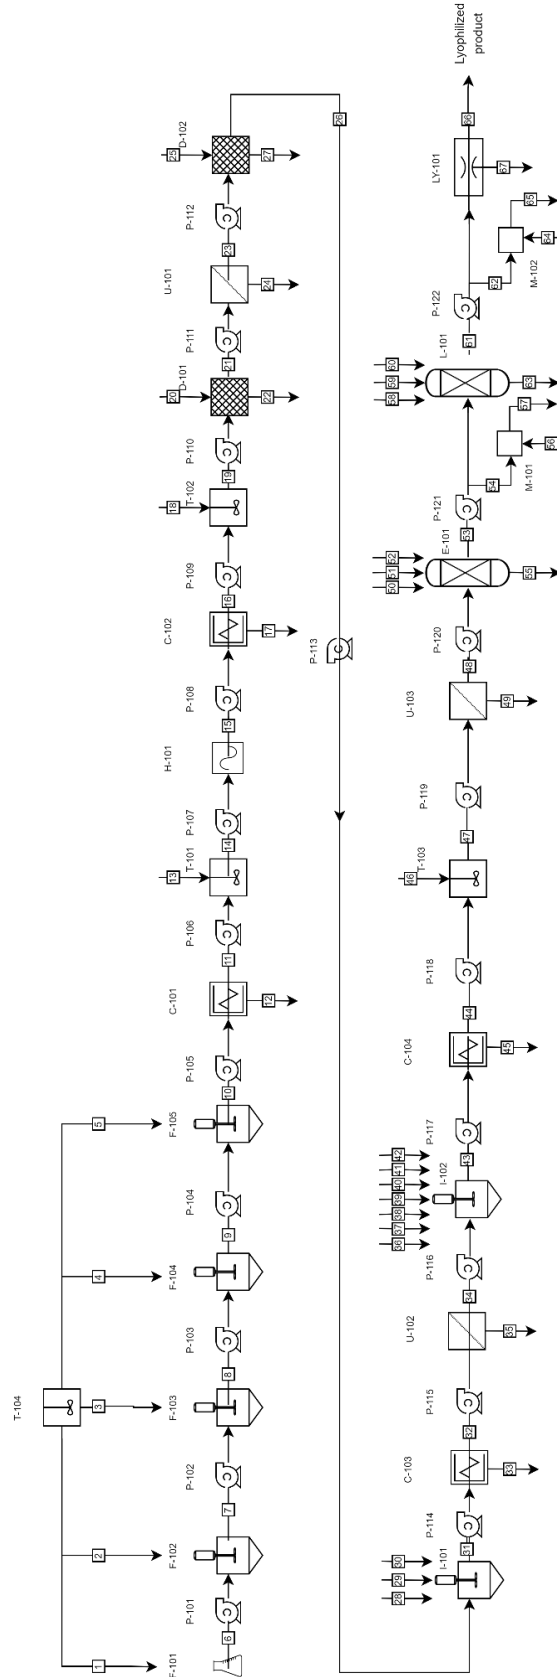 T-104
1
2
3
4
5
F-101
P-101
F-102
P-102
F-103
P-103
F-104
P-104
F-105
P-105
C-101
P-106
T-101
P-107
H-101
P-108
C-102
P-109
T-102
P-110
D-101
P-111
U-101
P-112
D-102
13
18
20
25
6
C
7
C
8
C
9
C
10
C
11
C
14
C
15
C
16
C
19
C
21
C
23
C
12
17
22
24
27
26
P-113
C
28
29
30
I-101
P-114
C-103
P-115
U-102
P-116
36
37
38
39
40
41
42
I-102
P-117
C-104
P-118
46
T-103
P-119
U-103
P-120
50
51
52
E-101
P-121
58
59
60
L-101
P-122
LY-101
Lyophilized
product
31
C
32
C
34
C
43
C
44
C
47
C
48
C
53
C
61
C
66
33
35
45
49
55
54
57
56
M-101
63
62
65
64
M-102
67